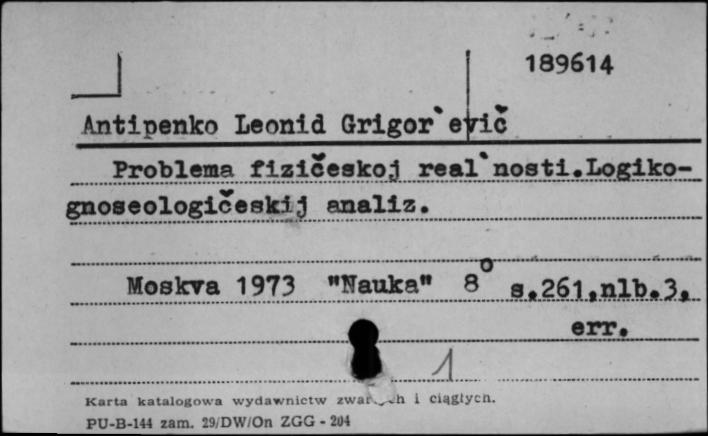 189614
Antipenko Leonid Grigor`evič
Problema fizičeskoj real`nosti.Logiko-
gnoseologičeskij analiz.
Moskva 1973 "Nauka" 8° s.261,nlb.3,
err.
1
Karta katalogowa wydawnictw i ciągłych.
PU-B-144 zam. 29/DW/On ZGG - 204